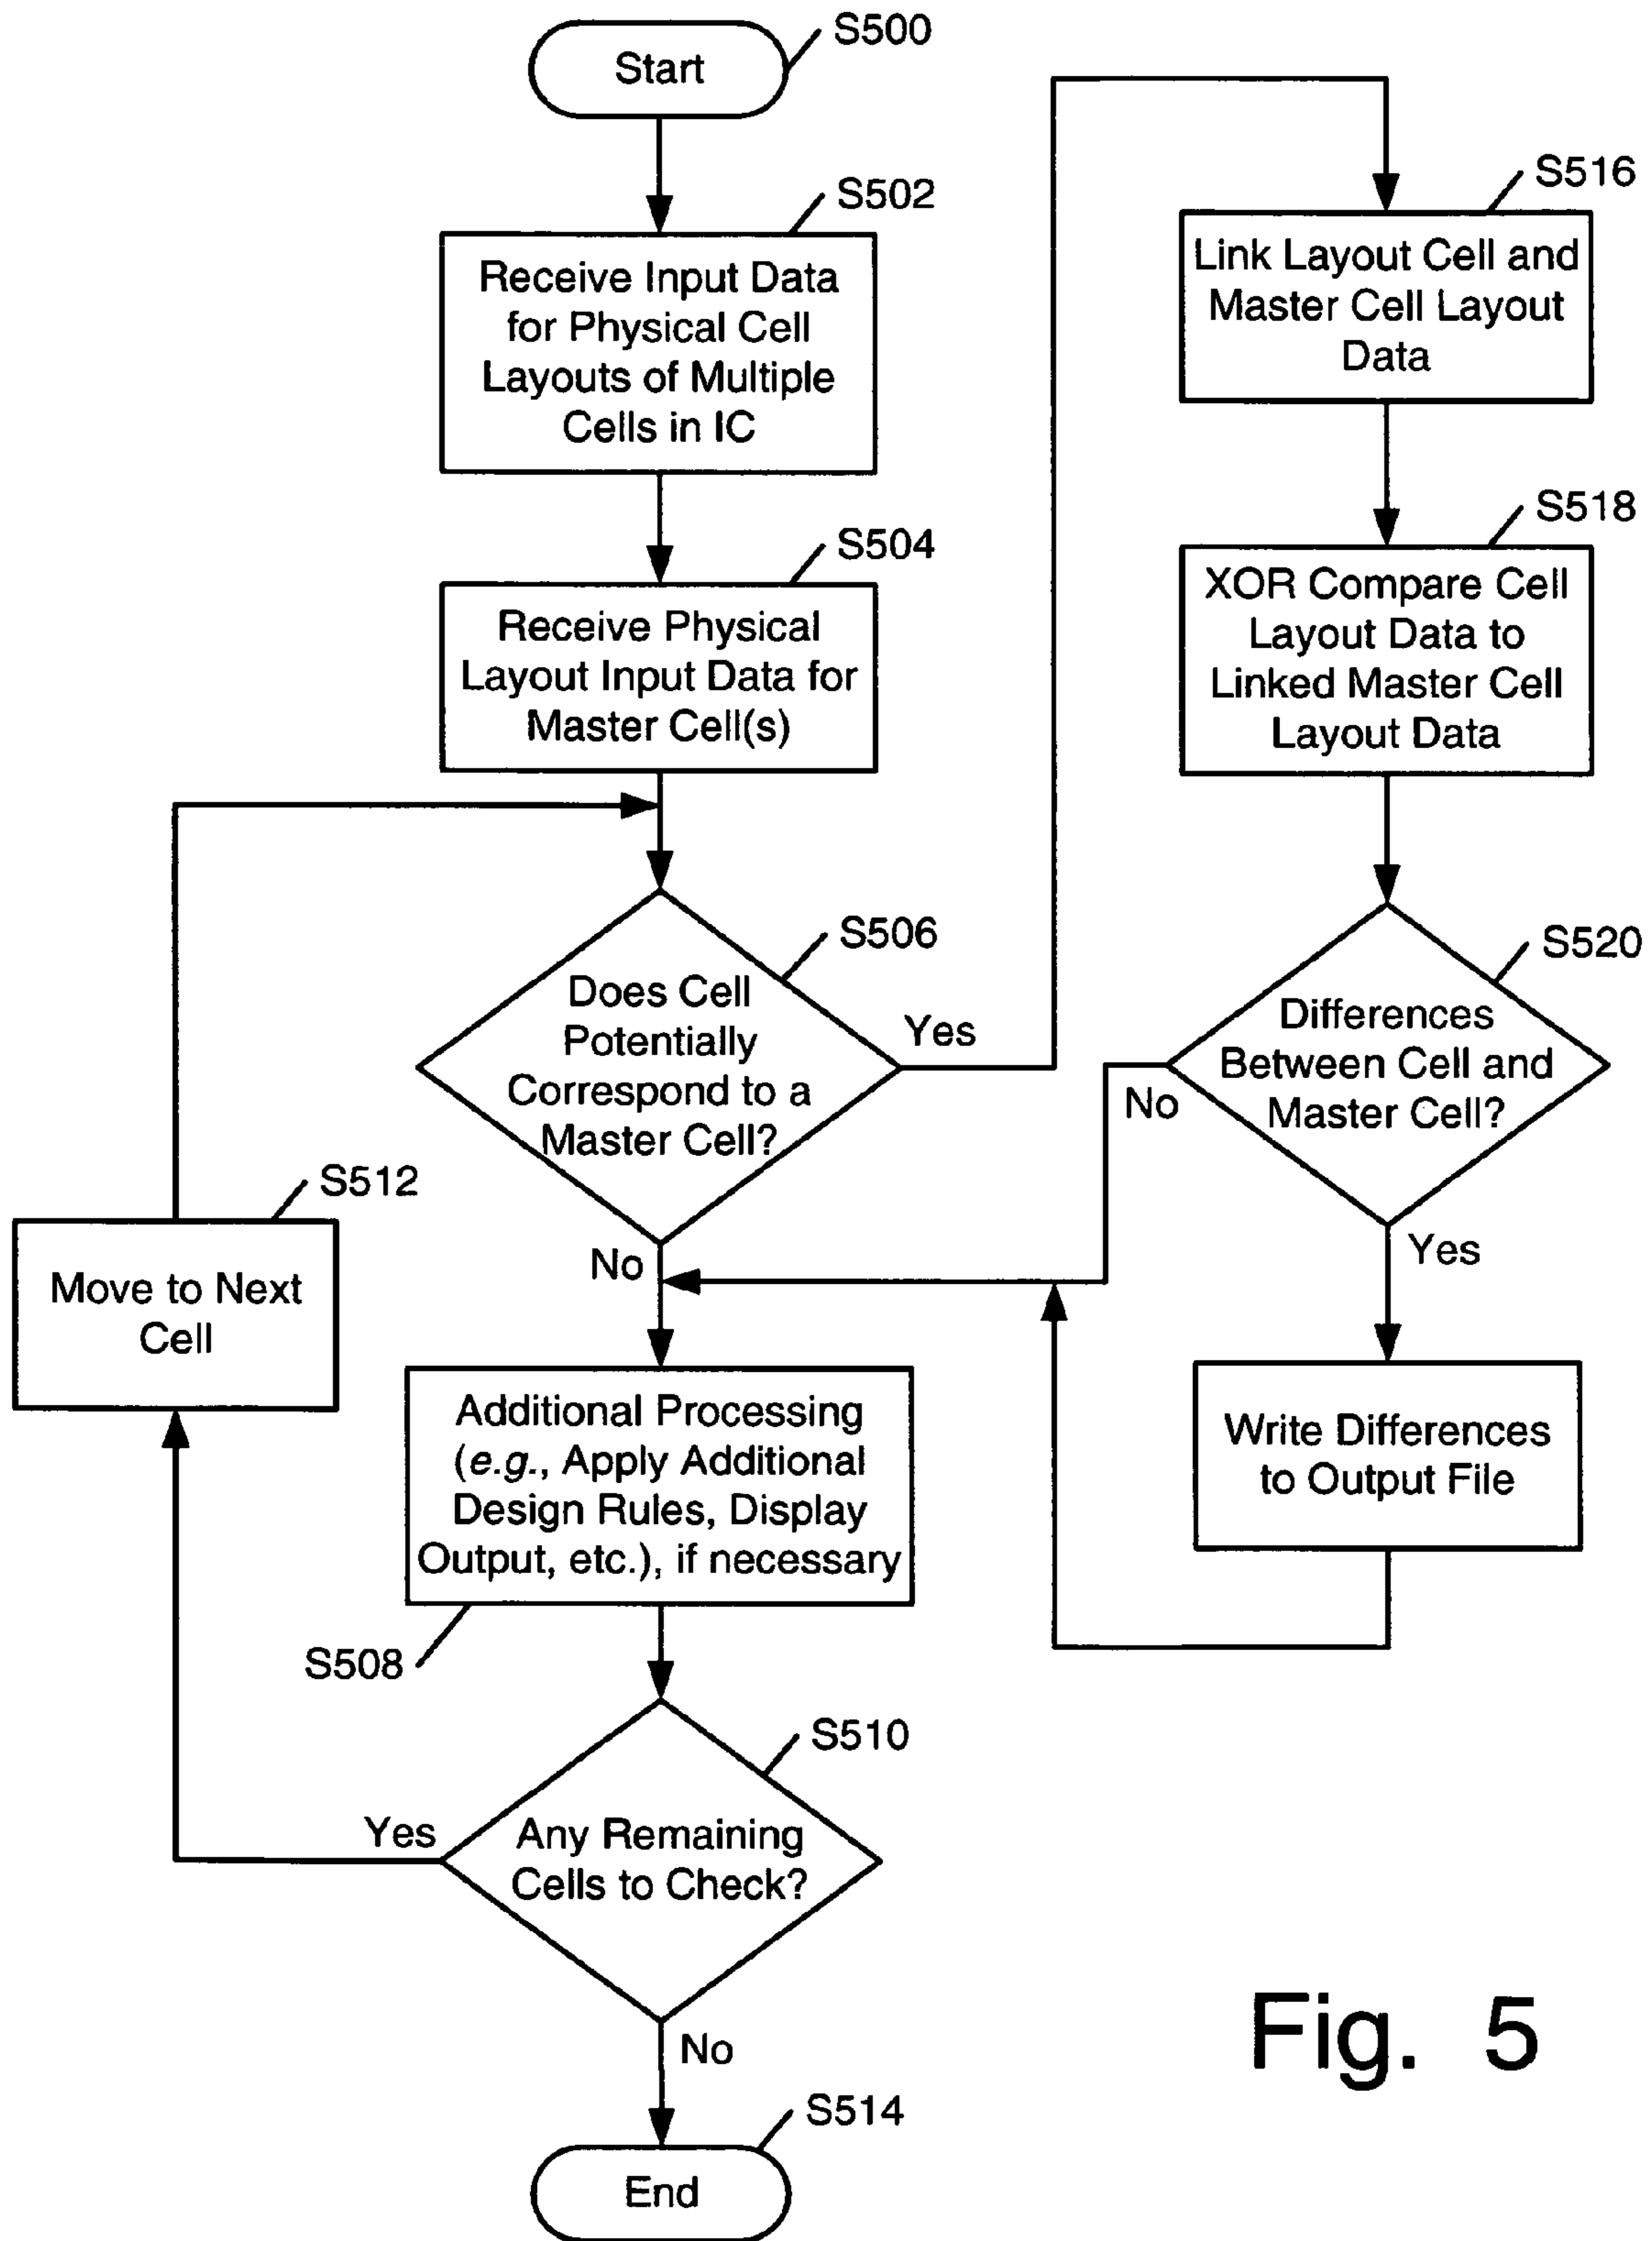 Start
S500
S502
Receive Input Data
for Physical Cell
Layouts of Multiple
Cells in IC
S504
Receive Physical
Layout Input Data for
Master Cell(s)
S506
Does Cell
Potentially
Correspond to a
Master Cell?
Yes
No
S512
Move to Next
Cell
Additional Processing
(e.g., Apply Additional
Design Rules, Display
Output, etc.), if necessary
S508
S510
Any Remaining
Cells to Check?
Yes
No
S514
End
S516
Link Layout Cell and
Master Cell Layout
Data
S518
XOR Compare Cell
Layout Data to
Linked Master Cell
Layout Data
S520
Differences
Between Cell and
Master Cell?
No
Yes
Write Differences
to Output File
Fig. 5